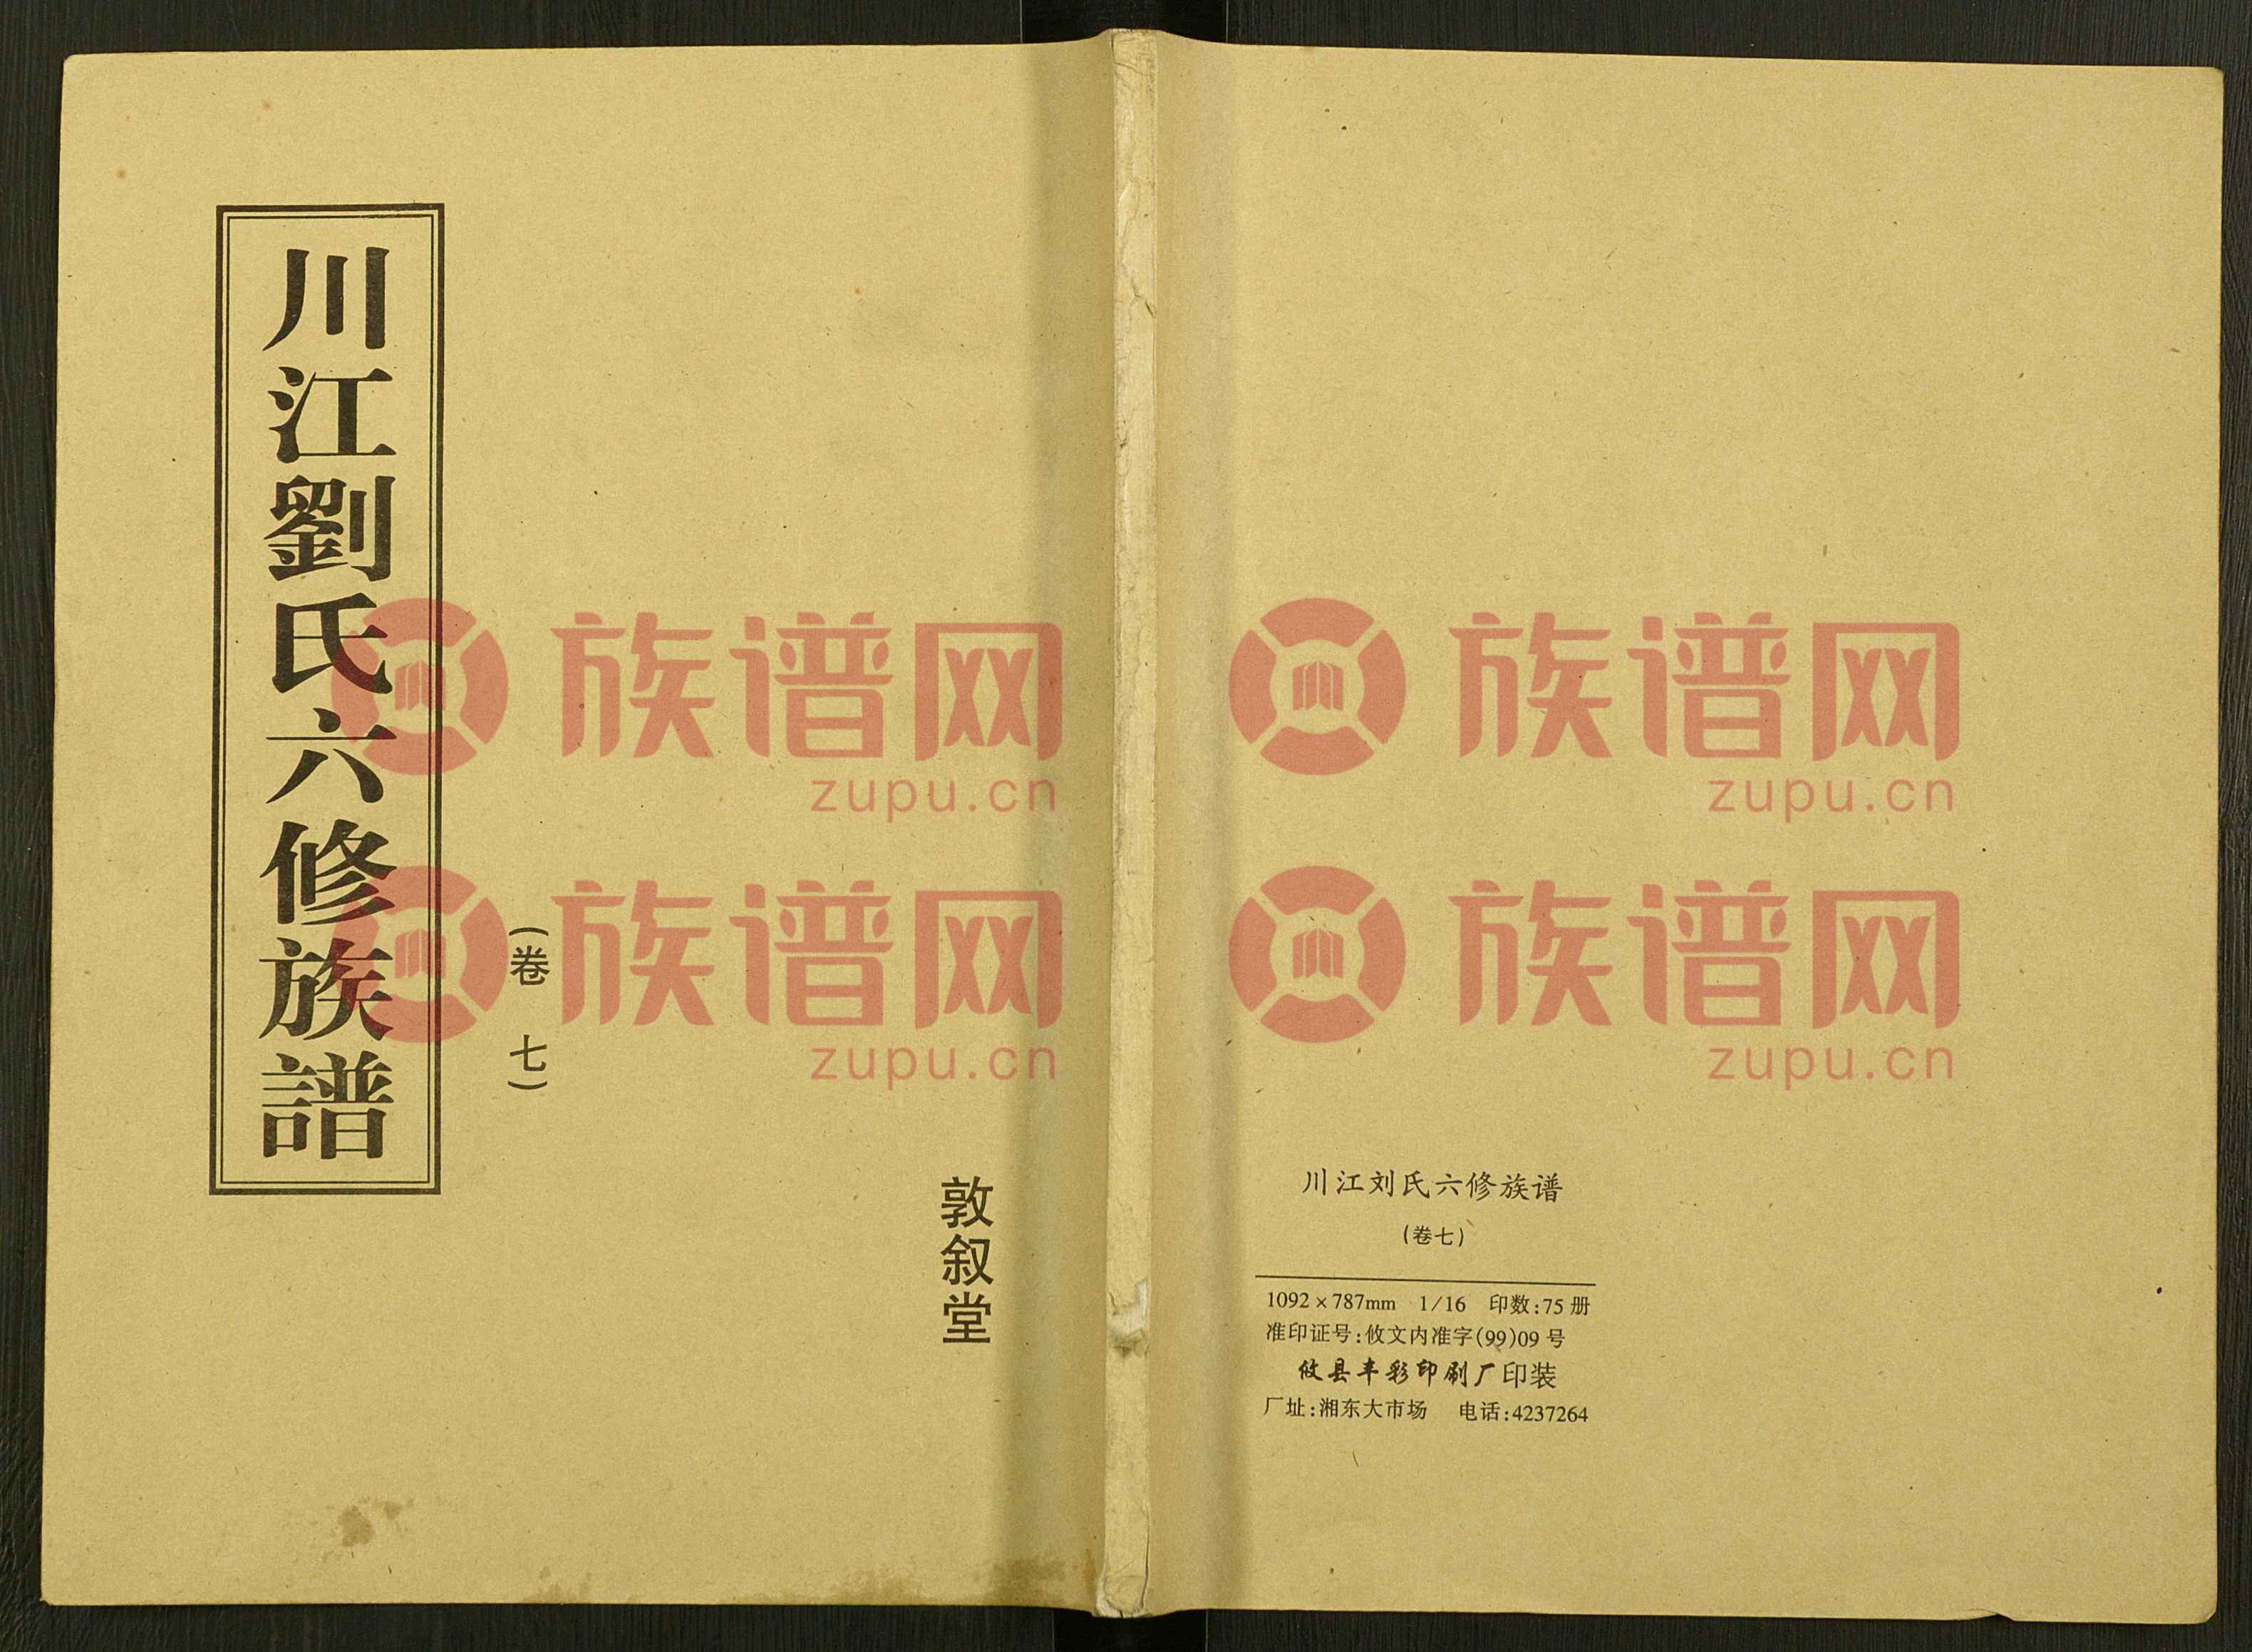 川江劉氏六修族譜
（卷 七）
敦叙堂
族谱网
zupu.cn
族谱网
zupu.cn
族谱网
zupu.cn
族谱网
zupu.cn
川江刘氏六修族谱
（卷七）
1092×787mm 1/16 印数:75册
准印证号:攸文内准字(99)09号
攸县丰彩印刷厂印装
厂址:湘东大市场 电话:4237264